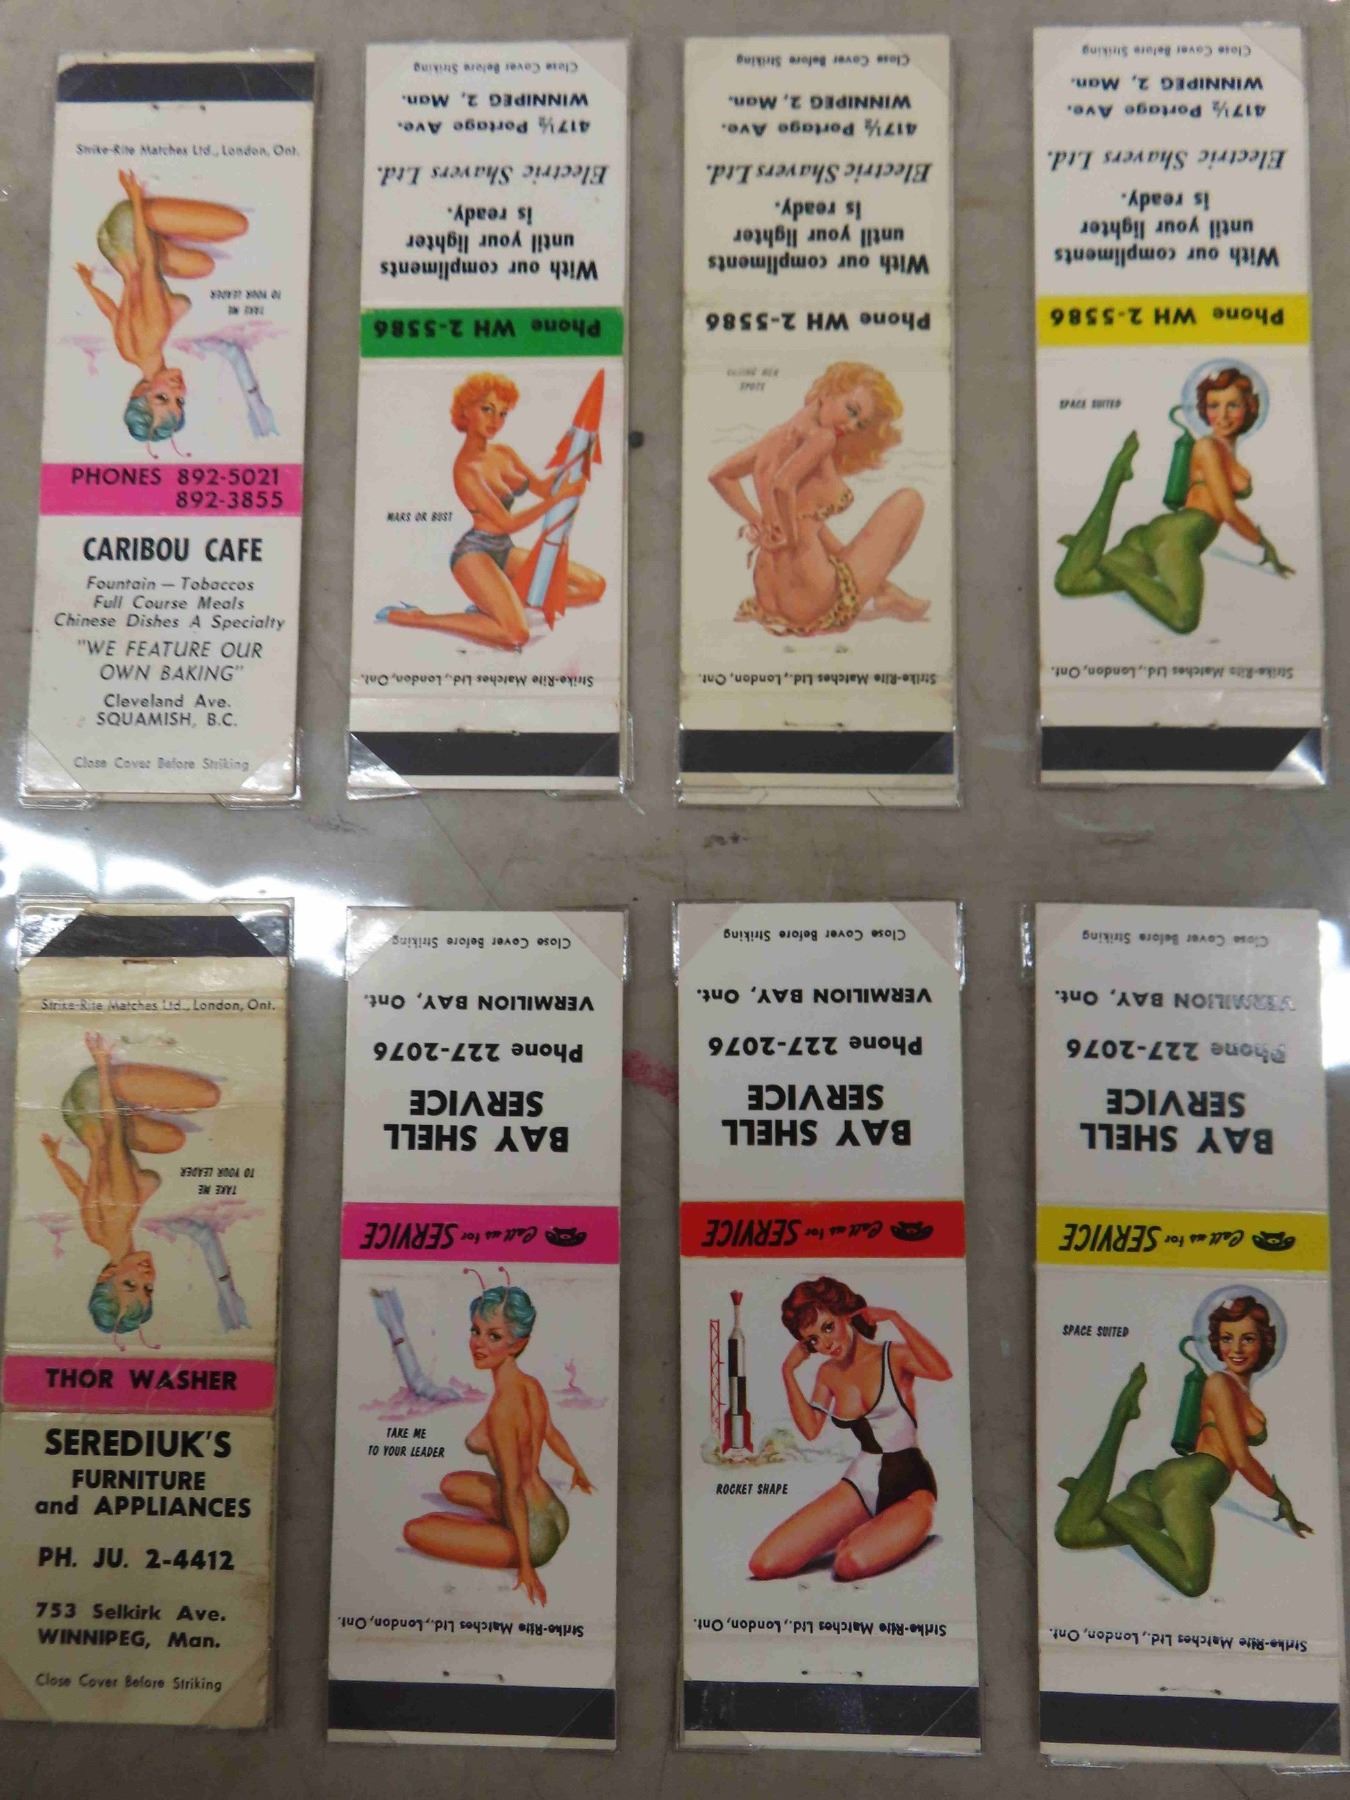 Strike-Rite Matches Ltd., London, Ont.
TAKE ME
TO YOUR LEADER
PHONES 892-5021
892-3855
CARIBOU CAFE
Fountain — Tobaccos
Full Course Meals
Chinese Dishes A Specialty
"WE FEATURE OUR
OWN BAKING"
Cleveland Ave.
SQUAMISH, B.C.
Close Cover Before Striking
Close Cover Before Striking
WINNIPEG 2, Man.
417½ Portage Ave.
Electric Shavers Ltd.
is ready.
until your lighter
With our compliments
Phone WH 2-5586
MARS OR BUST
Strike-Rite Matches Ltd., London, Ont.
Close Cover Before Striking
WINNIPEG 2, Man.
417½ Portage Ave.
Electric Shavers Ltd.
is ready.
until your lighter
With our compliments
Phone WH 2-5586
HER
SPOTS
Strike-Rite Matches Ltd., London, Ont.
Close Cover Before Striking
WINNIPEG 2, Man.
417½ Portage Ave.
Electric Shavers Ltd.
is ready.
until your lighter
With our compliments
Phone WH 2-5586
SPACE SUITED
Strike-Rite Matches Ltd., London, Ont.
Strike-Rite Matches Ltd., London, Ont.
TAKE ME
TO YOUR LEADER
THOR WASHER
SEREDIUK'S
FURNITURE
and APPLIANCES
PH. JU. 2-4412
753 Selkirk Ave.
WINNIPEG, Man.
Close Cover Before Striking
Close Cover Before Striking
VERMILION BAY, Ont.
Phone 227-2076
BAY SHELL
SERVICE
Call us for SERVICE
TAKE ME
TO YOUR LEADER
Strike-Rite Matches Ltd., London, Ont.
Close Cover Before Striking
VERMILION BAY, Ont.
Phone 227-2076
BAY SHELL
SERVICE
Call us for SERVICE
ROCKET SHAPE
Strike-Rite Matches Ltd., London, Ont.
Close Cover Before Striking
VERMILION BAY, Ont.
Phone 227-2076
BAY SHELL
SERVICE
Call us for SERVICE
SPACE SUITED
Strike-Rite Matches Ltd., London, Ont.